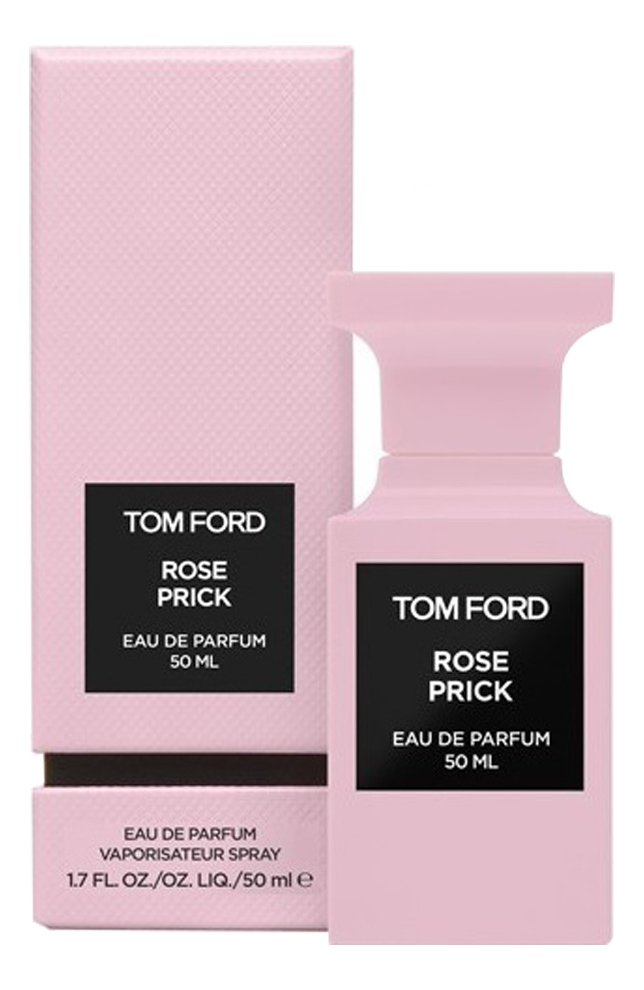 TOM FORD
ROSE
PRICK
EAU DE PARFUM
50 ML
EAU DE PARFUM
VAPORISATEUR SPRAY
1.7 FL. OZ./OZ. LIQ./50 ml ℮
TOM FORD
ROSE
PRICK
EAU DE PARFUM
50 ML